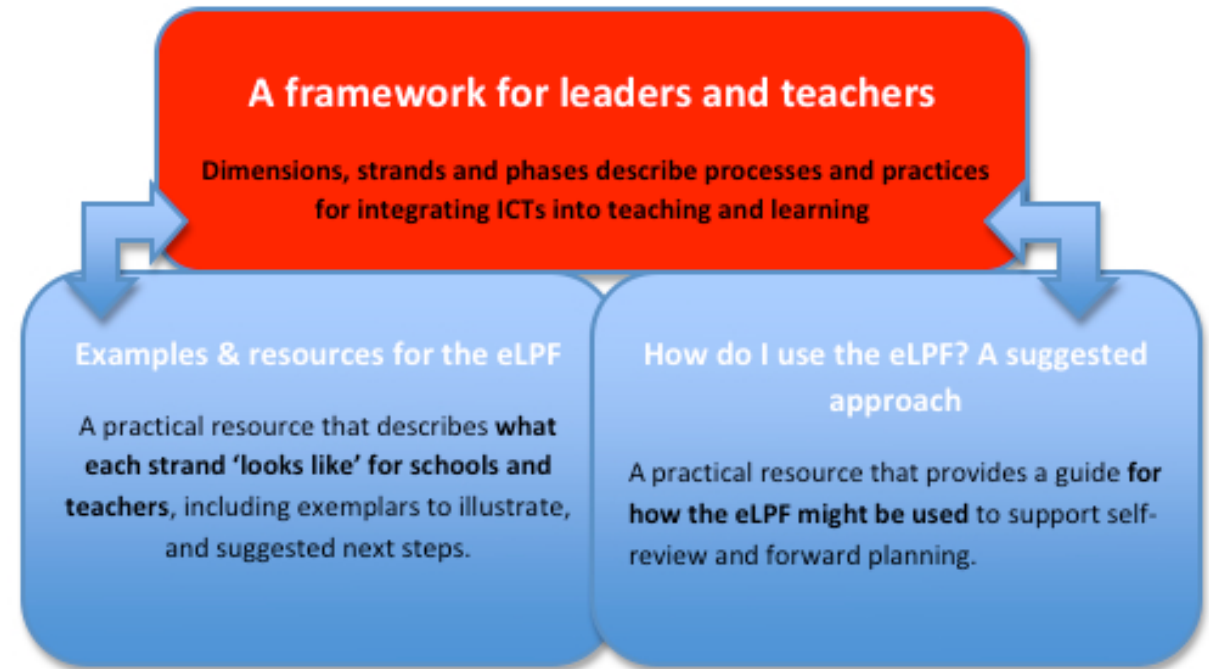 A framework for leaders and teachers
Dimensions, strands and phases describe processes and practices
for integrating ICTs into teaching and learning
Examples & resources for the eLPF
A practical resource that describes what
each strand ‘looks like’ for schools and
teachers, including exemplars to illustrate,
and suggested next steps.
How do I use the eLPF? A suggested
approach
A practical resource that provides a guide for
how the eLPF might be used to support self-
review and forward planning.